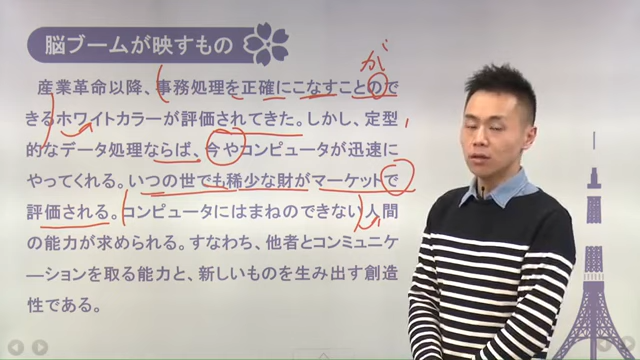 脳ブームが映すもの
が
産業革命以降、事務処理を正確にこなすことので
きるホワイトカラーが評価されてきた。しかし、定型
的なデータ処理ならば、今やコンピュータが迅速に
やってくれる。いつの世でも稀少な財がマーケットで
評価される。コンピュータにはまねのできない人間
の能力が求められる。すなわち、他者とコンミュニケ
―ションを取る能力と、新しいものを生み出す創造
性である。